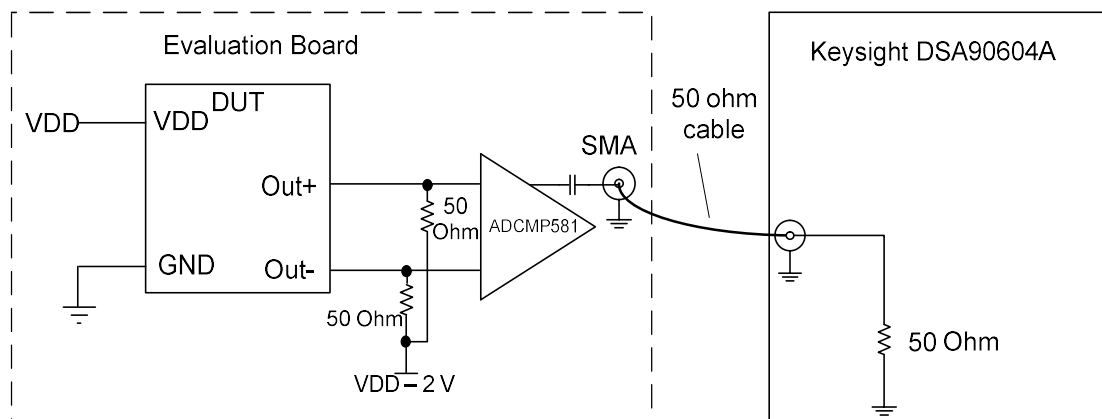 Evaluation Board
Keysight DSA90604A
DUT
VDD
VDD
50 ohm
cable
SMA
Out+
50
Ohm
ADCMP581
GND
Out-
50 Ohm
50 Ohm
VDD – 2 V